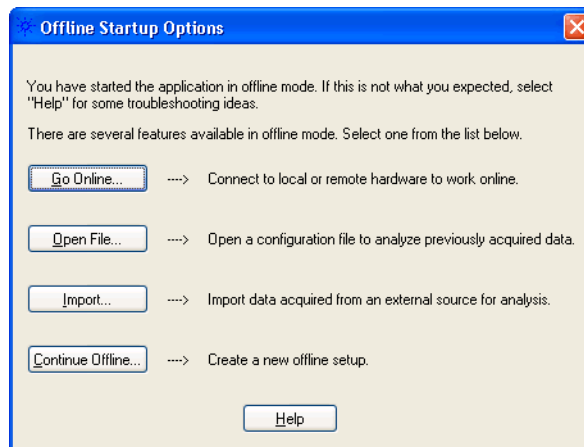 Offline Startup Options
You have started the application in offline mode. If this is not what you expected, select
"Help" for some troubleshooting ideas.
There are several features available in offline mode. Select one from the list below.
Go Online... ----> Connect to local or remote hardware to work online.
Open File... ----> Open a configuration file to analyze previously acquired data.
Import... ----> Import data acquired from an external source for analysis.
Continue Offline... ----> Create a new offline setup.
Help